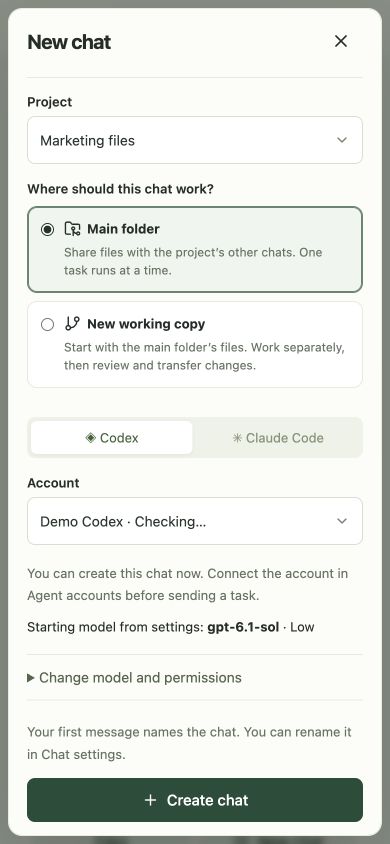 New chat
Project
Marketing files
Where should this chat work?
Main folder
Share files with the project's other chats. One
task runs at a time.
New working copy
Start with the main folder's files. Work separately,
then review and transfer changes.
Codex
Claude Code
Account
Demo Codex · Checking...
You can create this chat now. Connect the account in
Agent accounts before sending a task.
Starting model from settings: gpt-6.1-sol · Low
Change model and permissions
Your first message names the chat. You can rename it
in Chat settings.
Create chat